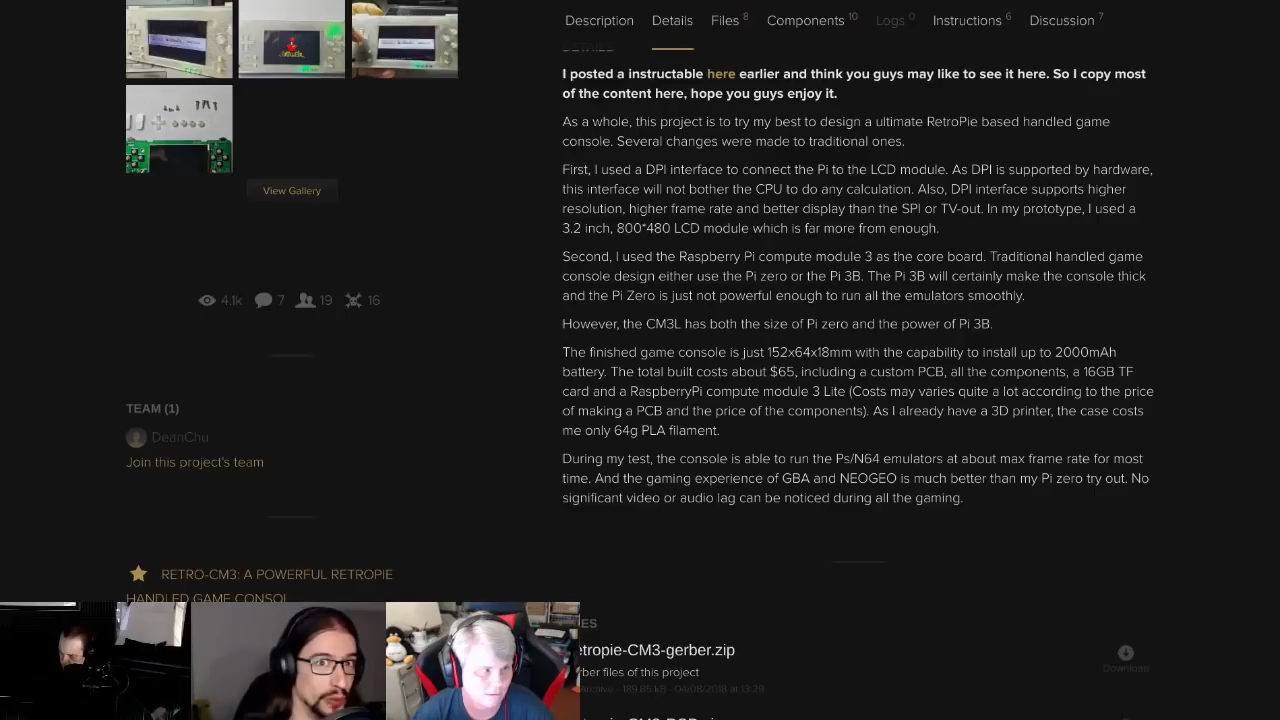 Description Details Files 8 Components 10 Logs 0 Instructions 6 Discussion 7
I posted a instructable here earlier and think you guys may like to see it here. So I copy most
of the content here, hope you guys enjoy it.
As a whole, this project is to try my best to design a ultimate RetroPie based handled game
console. Several changes were made to traditional ones.
First, I used a DPI interface to connect the Pi to the LCD module. As DPI is supported by hardware,
this interface will not bother the CPU to do any calculation. Also, DPI interface supports higher
resolution, higher frame rate and better display than the SPI or TV-out. In my prototype, I used a
3.2 inch, 800*480 LCD module which is far more from enough.
Second, I used the Raspberry Pi compute module 3 as the core board. Traditional handled game
console design either use the Pi zero or the Pi 3B. The Pi 3B will certainly make the console thick
and the Pi Zero is just not powerful enough to run all the emulators smoothly.
However, the CM3L has both the size of Pi zero and the power of Pi 3B.
The finished game console is just 152x64x18mm with the capability to install up to 2000mAh
battery. The total built costs about $65, including a custom PCB, all the components, a 16GB TF
card and a RaspberryPi compute module 3 Lite (Costs may varies quite a lot according to the price
of making a PCB and the price of the components). As I already have a 3D printer, the case costs
me only 64g PLA filament.
During my test, the console is able to run the Ps/N64 emulators at about max frame rate for most
time. And the gaming experience of GBA and NEOGEO is much better than my Pi zero try out. No
significant video or audio lag can be noticed during all the gaming.
View Gallery
4.1k 7 19 16
TEAM (1)
DeanChu
Join this project's team
RETRO-CM3: A POWERFUL RETROPIE
HANDLED GAME CONSOL
ES
etropie-CM3-gerber.zip
ber files of this project
Archive - 189.85 kB - 04/08/2018 at 13:29
Download